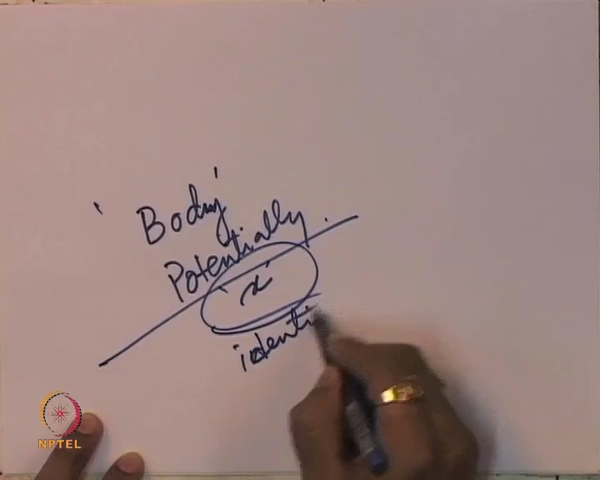 ' Body '
Potentially.
'x'
identi
NPTEL